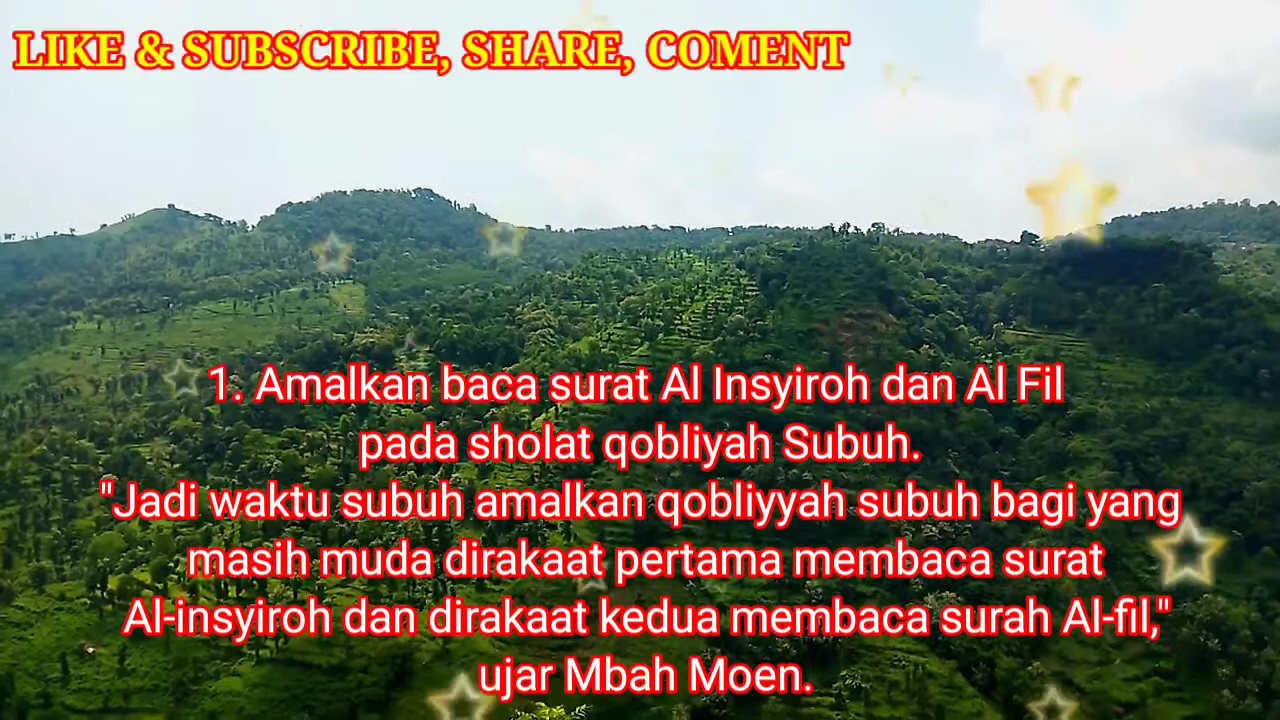 LIKE & SUBSCRIBE, SHARE, COMENT
1. Amalkan baca surat Al Insyiroh dan Al Fil
pada sholat qobliyah Subuh.
"Jadi waktu subuh amalkan qobliyyah subuh bagi yang
masih muda dirakaat pertama membaca surat
Al-insyiroh dan dirakaat kedua membaca surah Al-fil,"
ujar Mbah Moen.